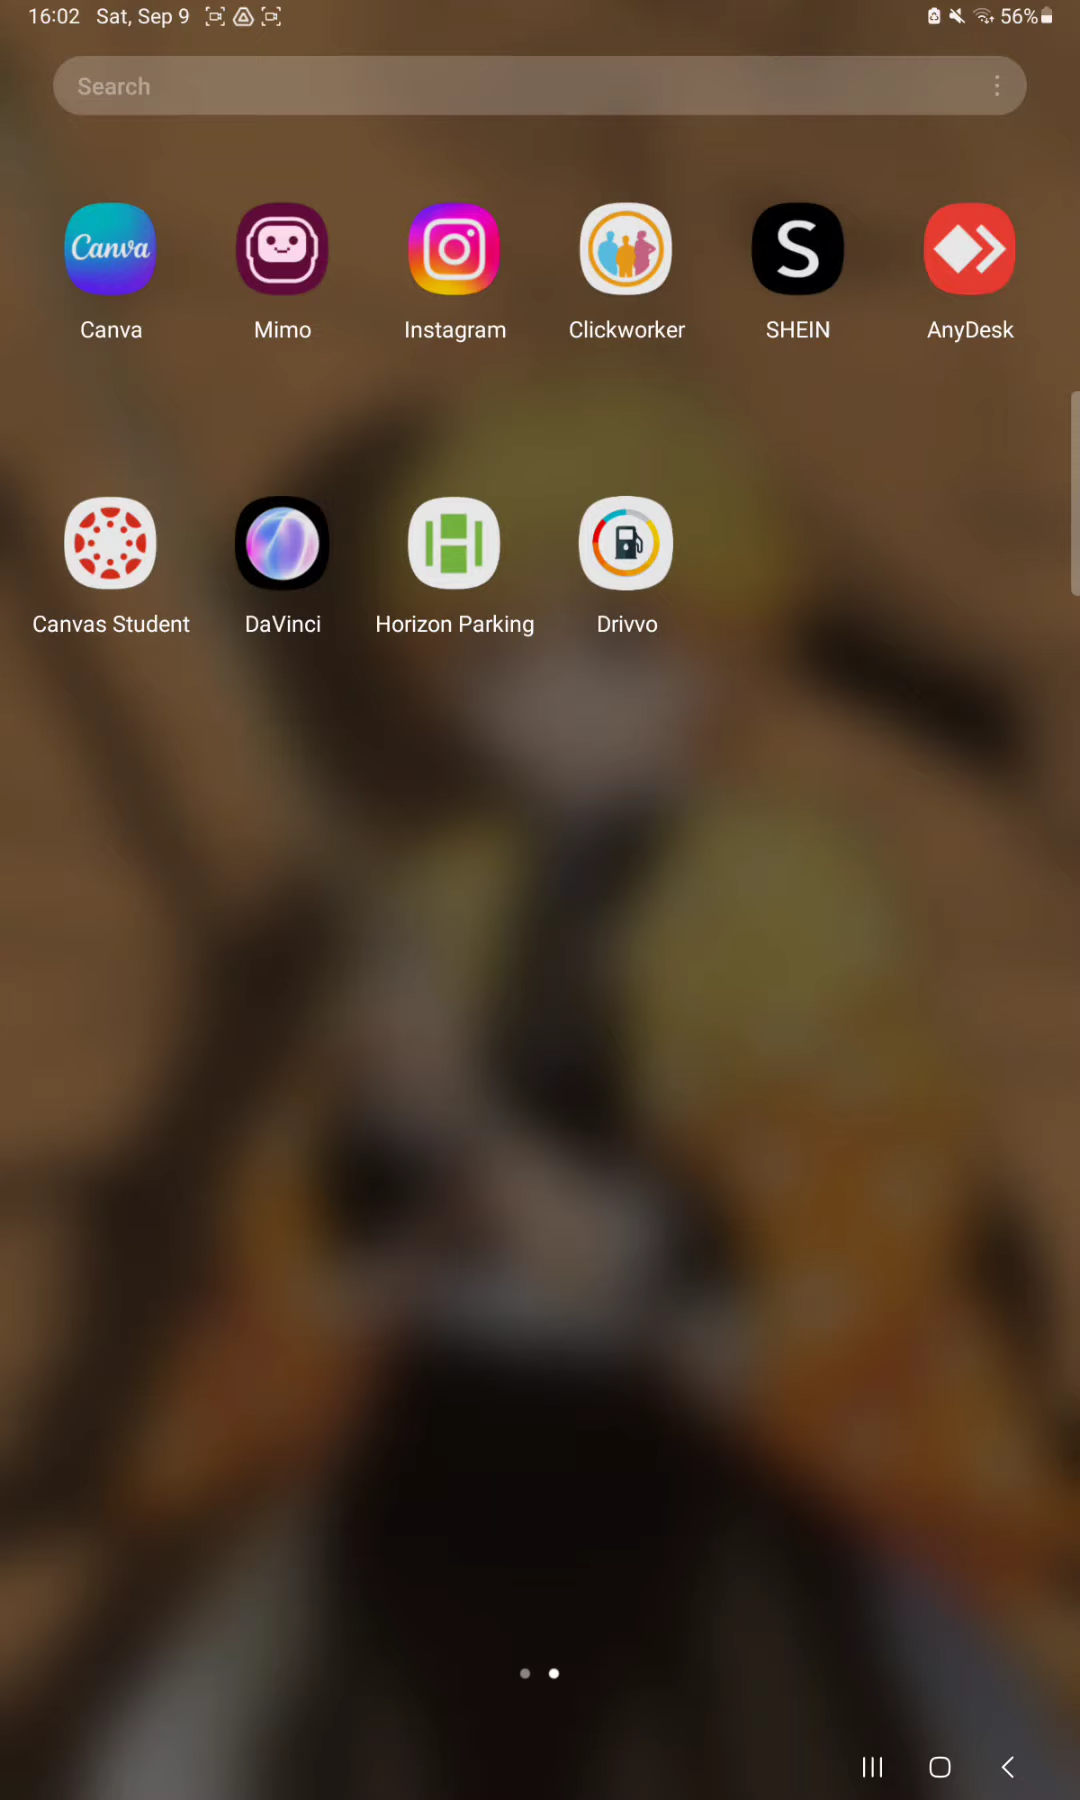 16:02 Sat, Sep 9 56%
Search
Canva
S
Canva Mimo Instagram Clickworker SHEIN AnyDesk
Canvas Student DaVinci Horizon Parking Drivvo